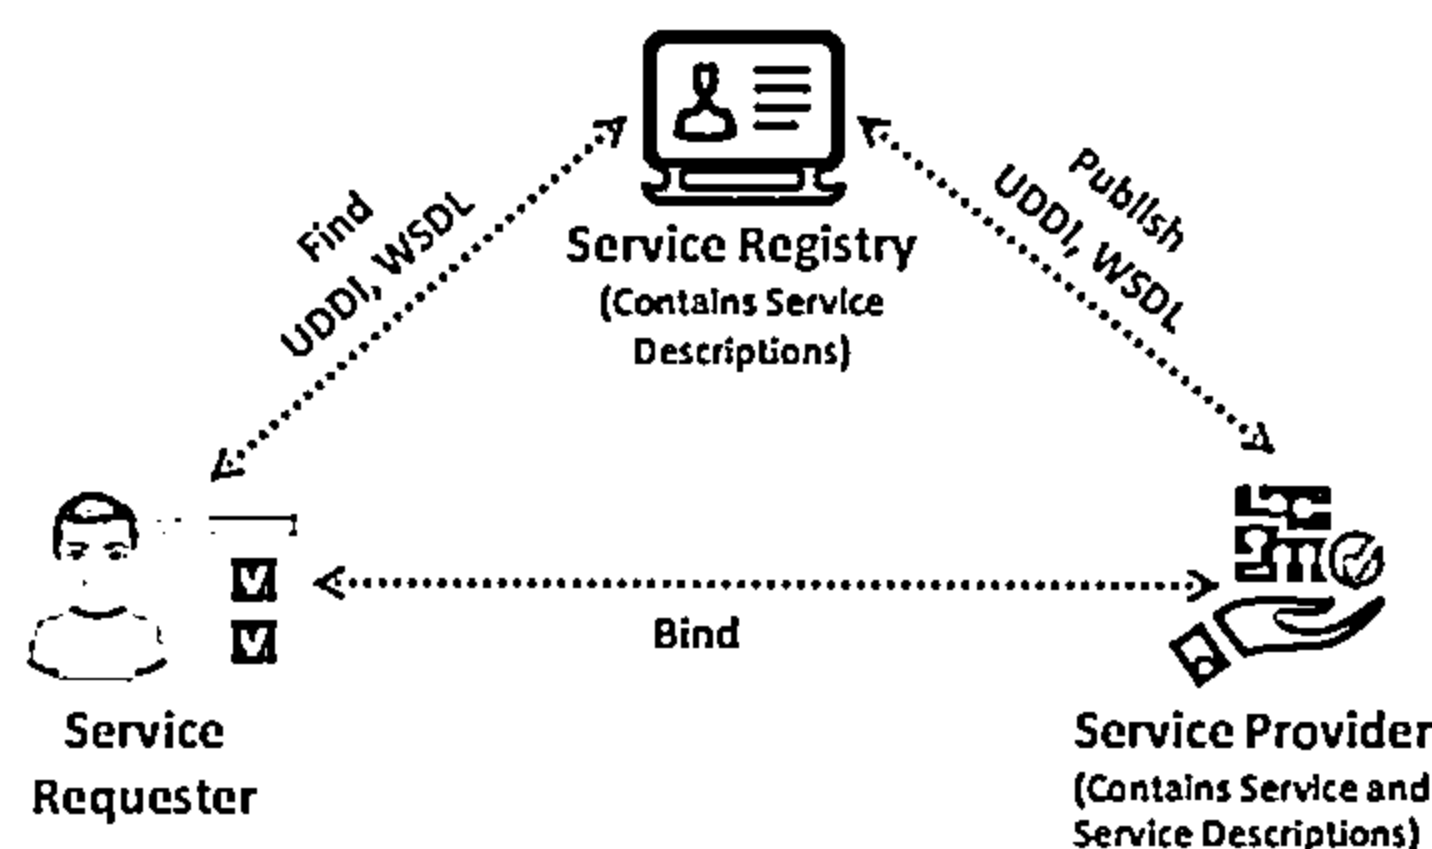 Find
UDDI, WSDL
Publish
UDDI, WSDL
Service Registry
(Contains Service
Descriptions)
Bind
Service
Requester
Service Provider
(Contains Service and
Service Descriptions)